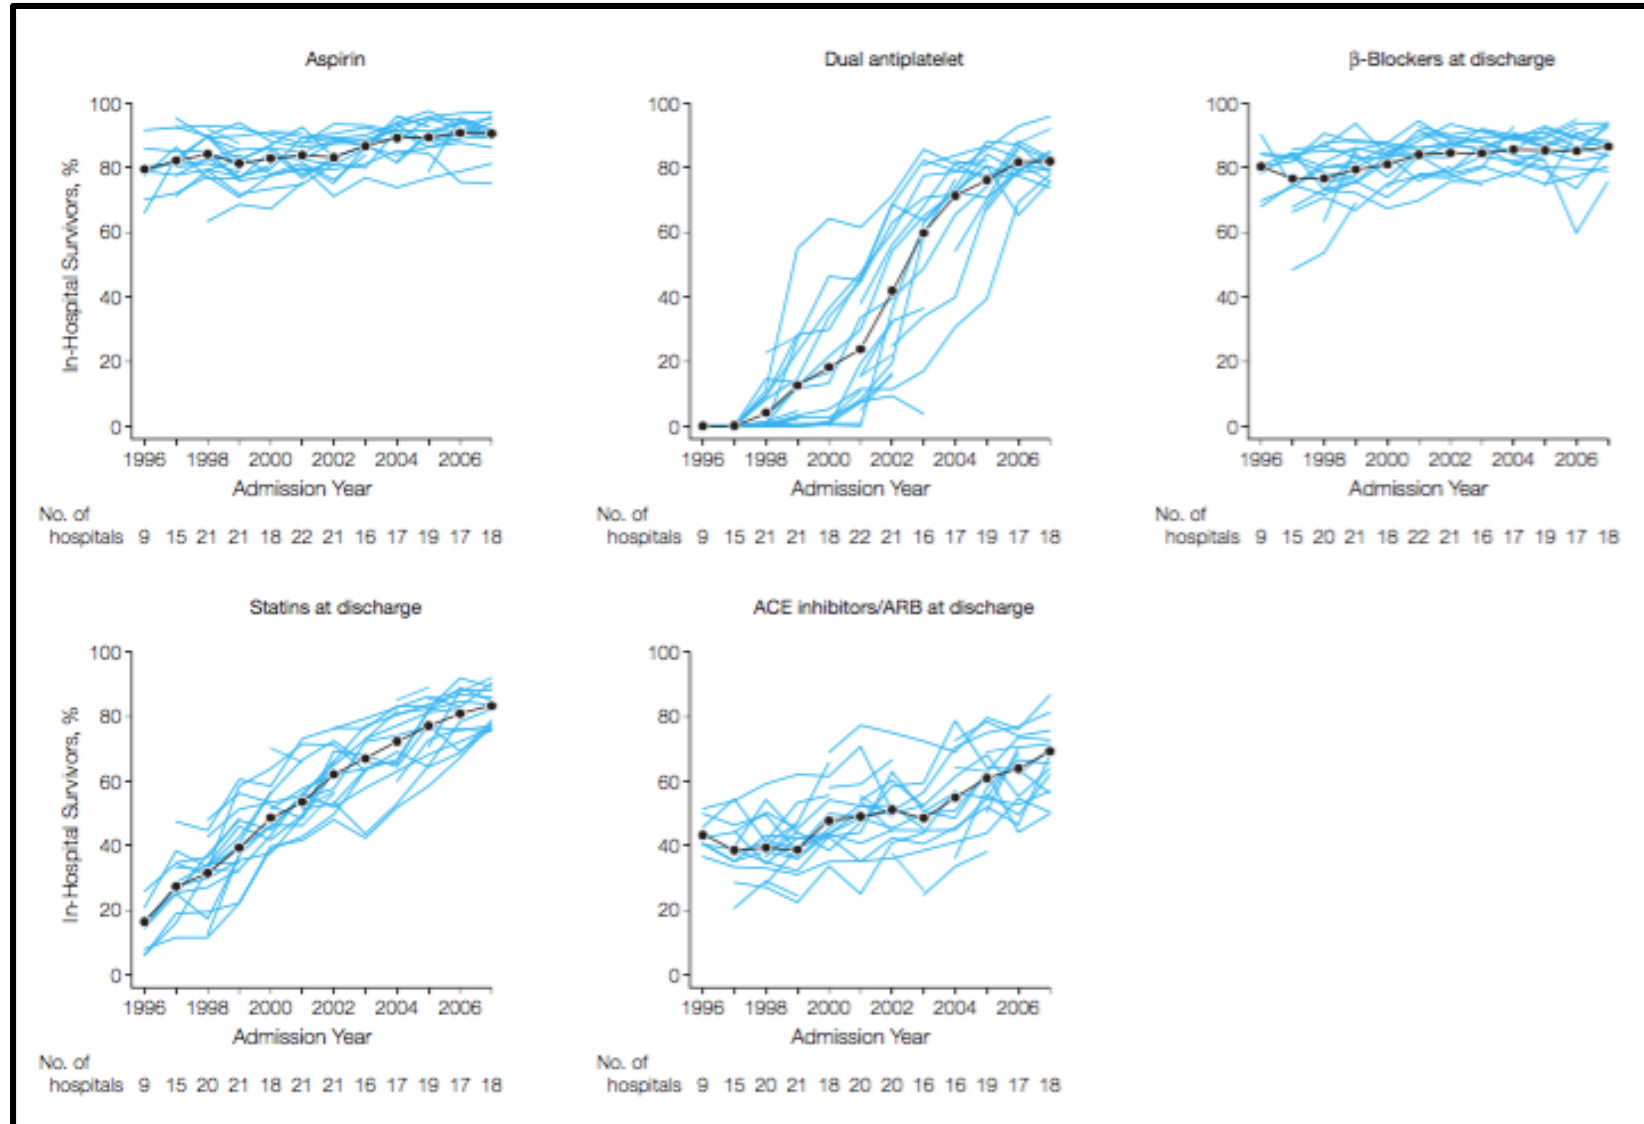 Aspirin
In-Hospital Survivors, %
100
80
60
40
20
0
1996 1998 2000 2002 2004 2006
Admission Year
No. of
hospitals 9 15 21 21 18 22 21 16 17 19 17 18
Dual antiplatelet
100
80
60
40
20
0
1996 1998 2000 2002 2004 2006
Admission Year
No. of
hospitals 9 15 21 21 18 22 21 16 17 19 17 18
β-Blockers at discharge
100
80
60
40
20
0
1996 1998 2000 2002 2004 2006
Admission Year
No. of
hospitals 9 15 20 21 18 22 21 16 17 19 17 18
Statins at discharge
In-Hospital Survivors, %
100
80
60
40
20
0
1996 1998 2000 2002 2004 2006
Admission Year
No. of
hospitals 9 15 20 21 18 21 21 16 17 19 17 18
ACE inhibitors/ARB at discharge
100
80
60
40
20
0
1996 1998 2000 2002 2004 2006
Admission Year
No. of
hospitals 9 15 20 21 18 20 20 16 16 19 17 18